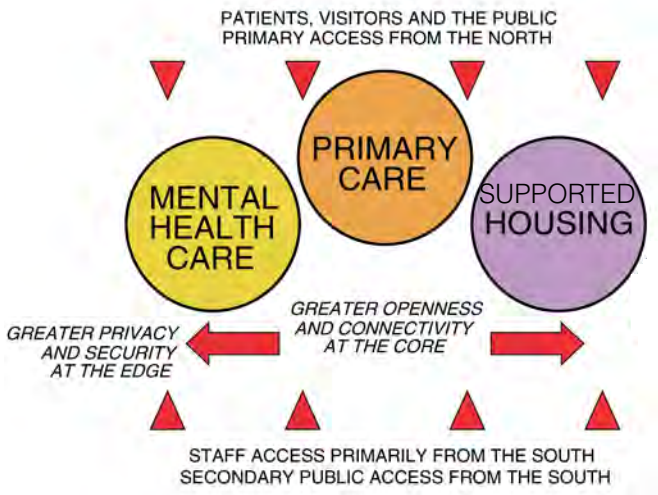 PATIENTS, VISITORS AND THE PUBLIC
PRIMARY ACCESS FROM THE NORTH
PRIMARY
CARE
MENTAL
HEALTH
CARE
SUPPORTED
HOUSING
GREATER OPENNESS
AND CONNECTIVITY
AT THE CORE
GREATER PRIVACY
AND SECURITY
AT THE EDGE
STAFF ACCESS PRIMARILY FROM THE SOUTH
SECONDARY PUBLIC ACCESS FROM THE SOUTH